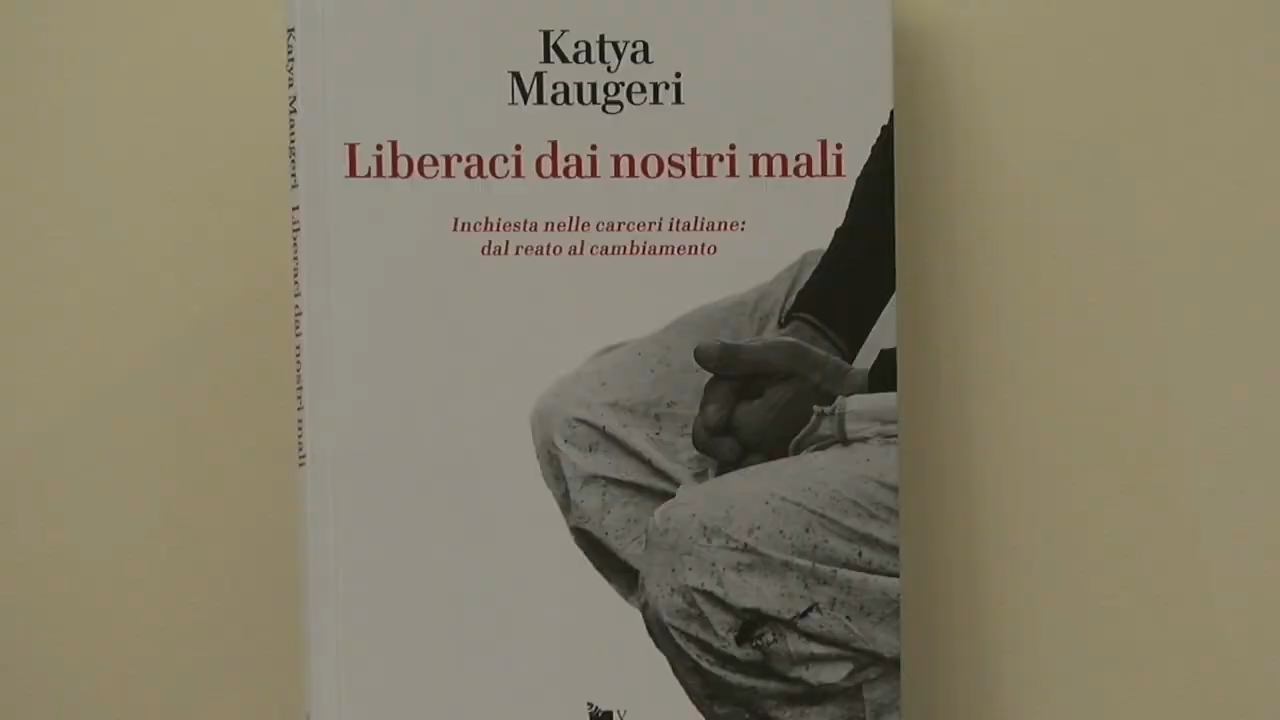 Katya
Maugeri
Liberaci dai nostri mali
Inchiesta nelle carceri italiane:
dal reato al cambiamento
Katya Maugeri Liberaci dai nostri mali
V